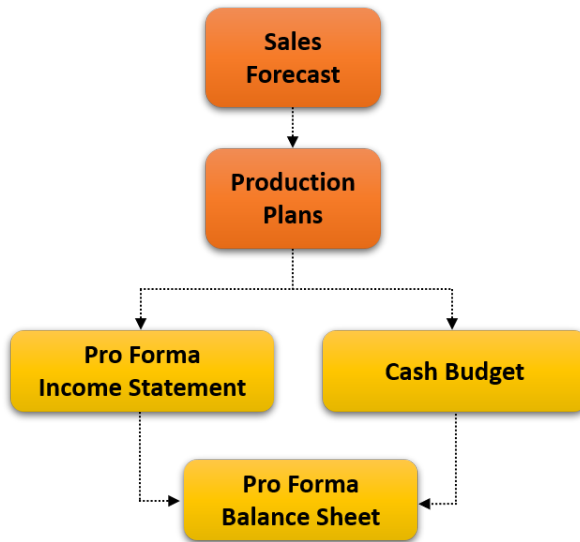 Sales
Forecast
Production
Plans
Pro Forma
Income Statement
Cash Budget
Pro Forma
Balance Sheet